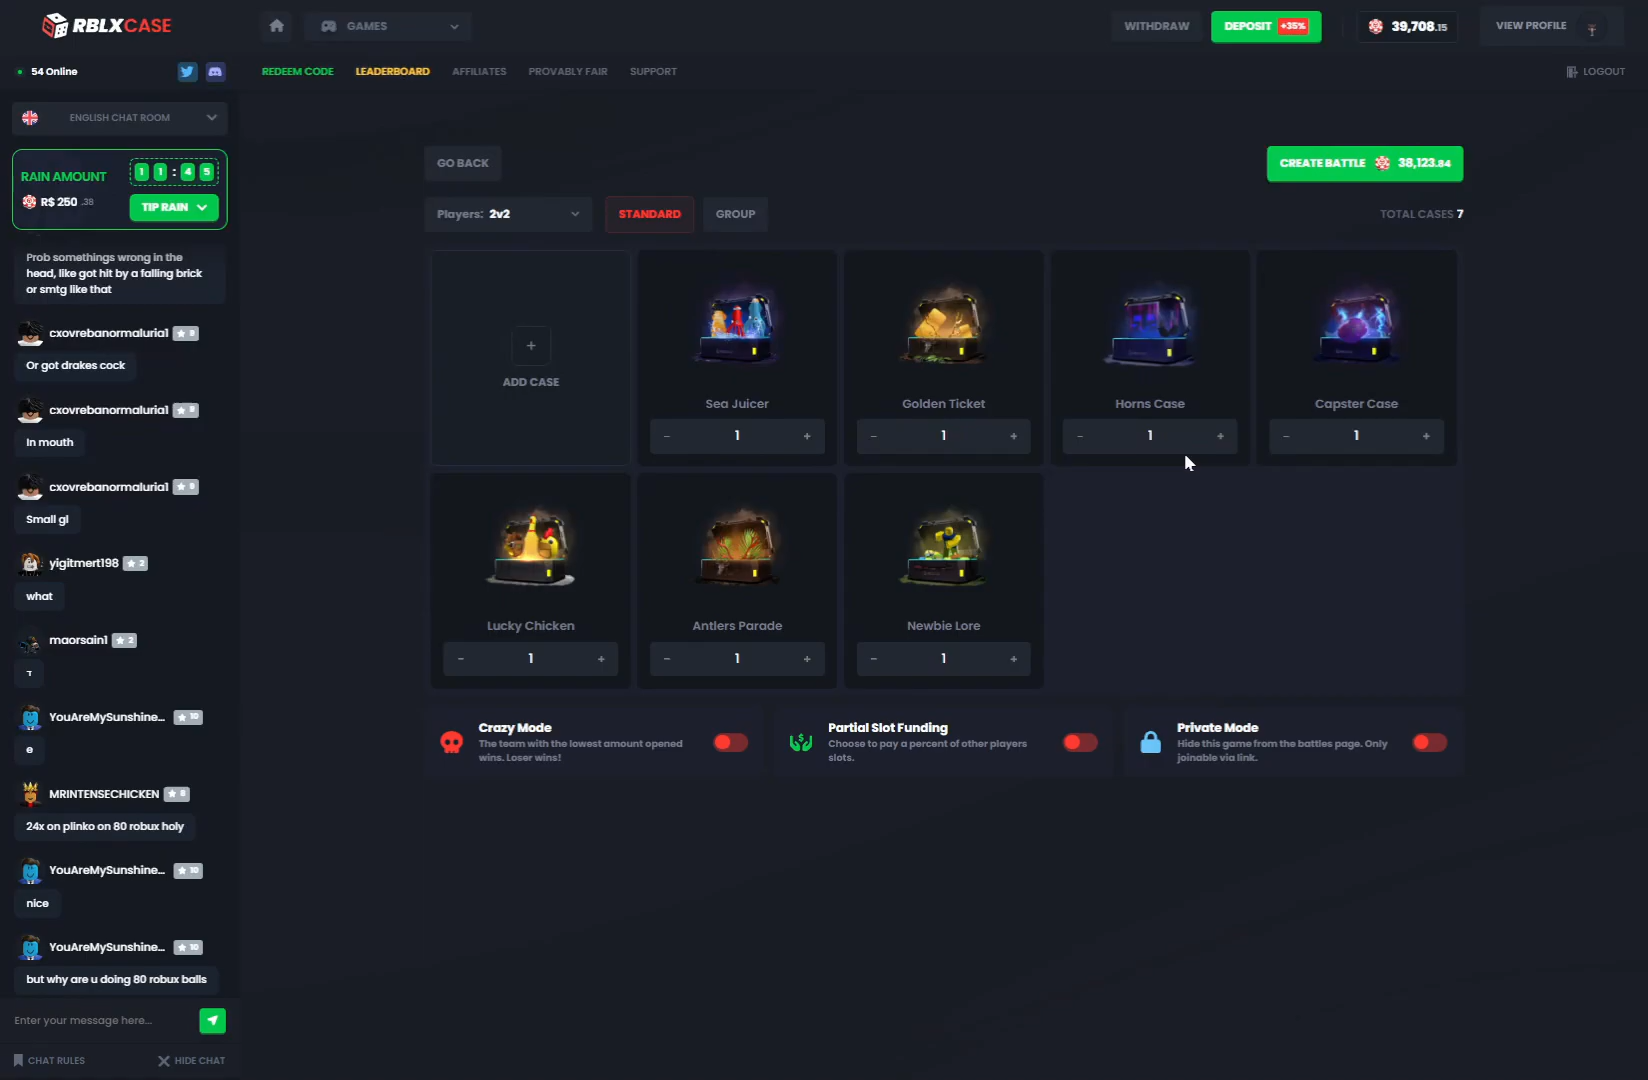 RBLXCASE
GAMES
WITHDRAW
DEPOSIT +35%
39,708.15
VIEW PROFILE
54 Online
REDEEM CODE
LEADERBOARD
AFFILIATES
PROVABLY FAIR
SUPPORT
LOGOUT
ENGLISH CHAT ROOM
RAIN AMOUNT
1 1 : 4 5
R$ 250 .38
TIP RAIN
Prob somethings wrong in the
head, like got hit by a falling brick
or smtg like that
cxovrebanormaluria1
Or got drakes cock
cxovrebanormaluria1
In mouth
cxovrebanormaluria1
Small gl
yigitmert198 2
what
maorsain1 2
YouAreMySunshine... 10
e
MRINTENSECHICKEN
24x on plinko on 80 robux holy
YouAreMySunshine... 10
nice
YouAreMySunshine... 10
but why are u doing 80 robux balls
Enter your message here...
CHAT RULES
HIDE CHAT
GO BACK
CREATE BATTLE 38,123.84
Players: 2v2
STANDARD
GROUP
TOTAL CASES 7
+
ADD CASE
Sea Juicer
- 1 +
Golden Ticket
- 1 +
Horns Case
- 1 +
Capster Case
- 1 +
Lucky Chicken
- 1 +
Antlers Parade
- 1 +
Newbie Lore
- 1 +
Crazy Mode
The team with the lowest amount opened
wins. Loser wins!
Partial Slot Funding
Choose to pay a percent of other players
slots.
Private Mode
Hide this game from the battles page. Only
joinable via link.